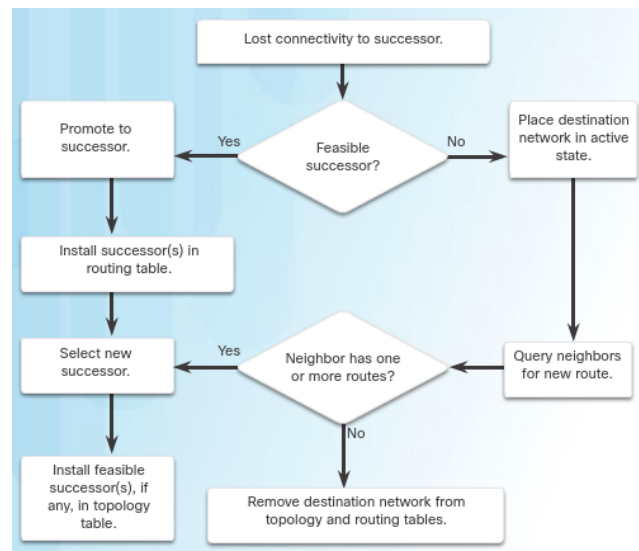 Lost connectivity to successor.
Promote to
successor.
Yes
Feasible
successor?
No
Place destination
network in active
state.
Install successor(s) in
routing table.
Select new
successor.
Yes
Neighbor has one
or more routes?
Query neighbors
for new route.
No
Install feasible
successor(s), if
any, in topology
table.
Remove destination network from
topology and routing tables.